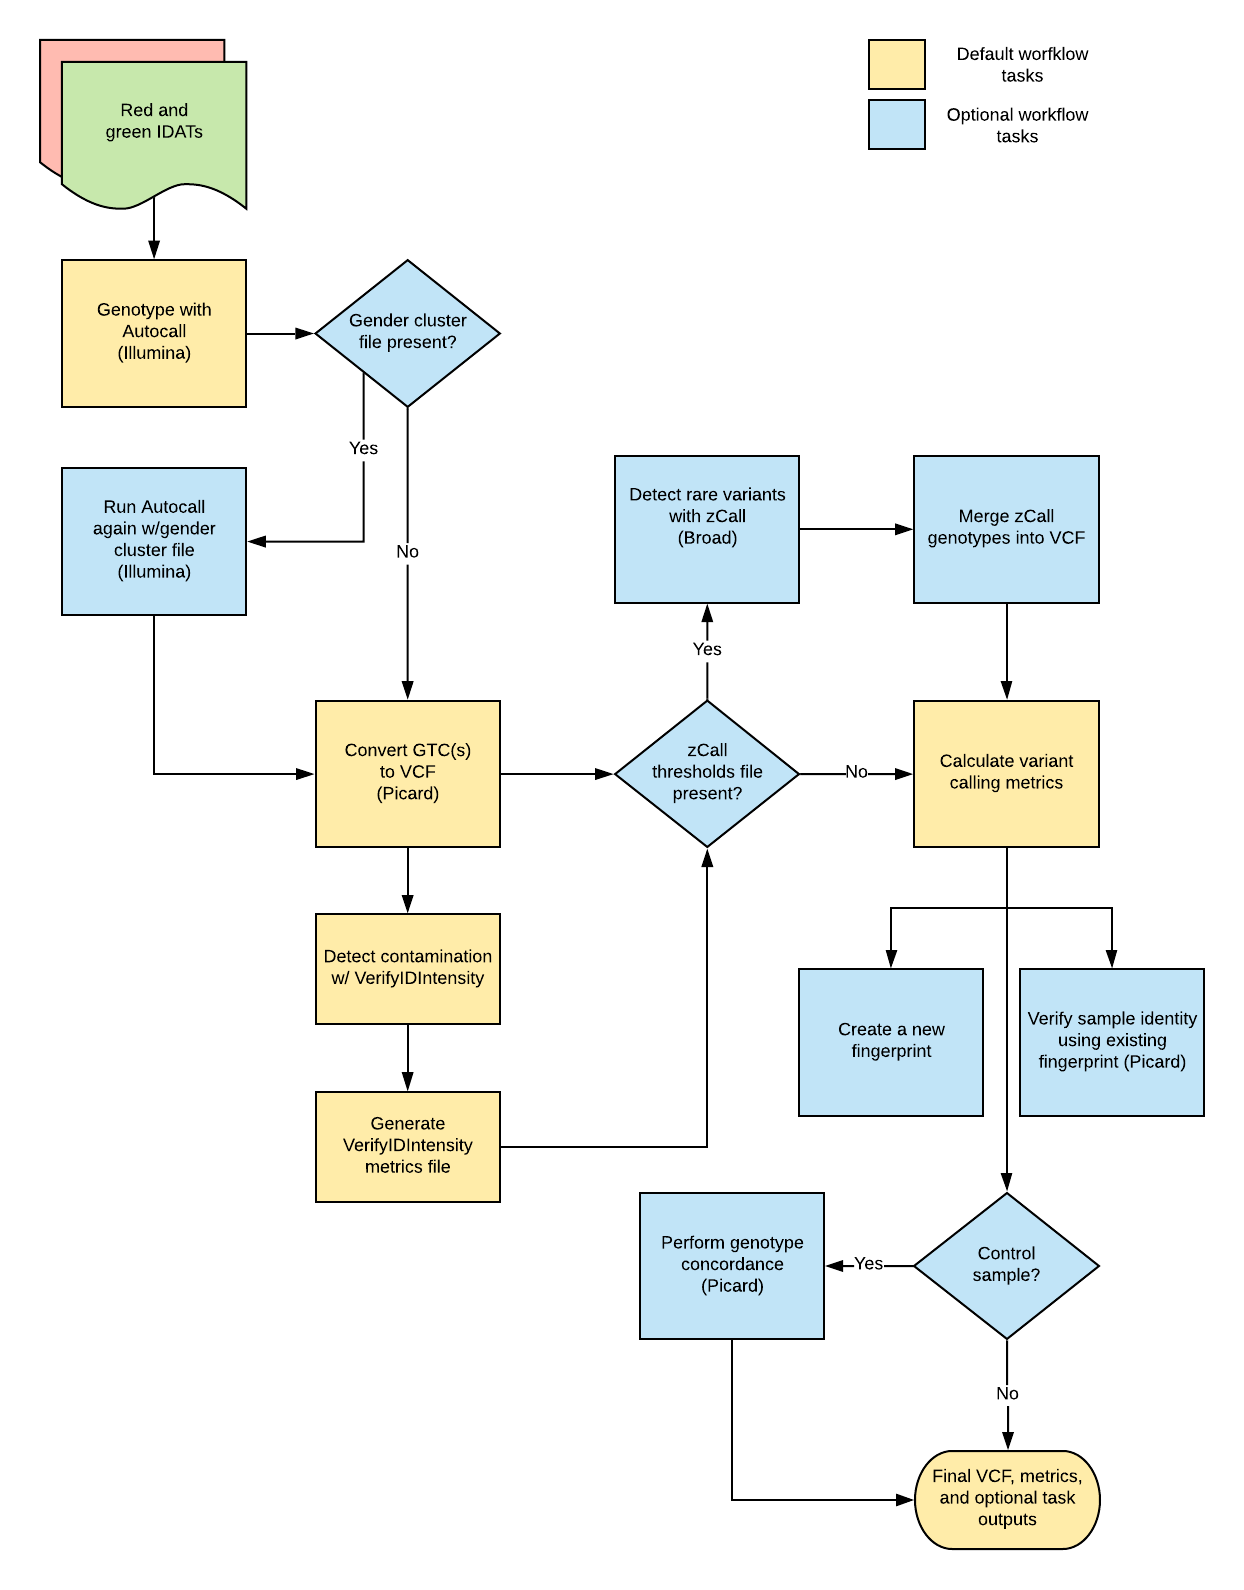 Red and
green IDATs
Default worfklow
tasks
Optional workflow
tasks
Genotype with
Autocall
(Illumina)
Gender cluster
file present?
Yes
No
Run Autocall
again w/gender
cluster file
(Illumina)
Detect rare variants
with zCall
(Broad)
Merge zCall
genotypes into VCF
Yes
Convert GTC(s)
to VCF
(Picard)
zCall
thresholds file
present?
No
Calculate variant
calling metrics
Detect contamination
w/ VerifyIDIntensity
Generate
VerifyIDIntensity
metrics file
Create a new
fingerprint
Verify sample identity
using existing
fingerprint (Picard)
Perform genotype
concordance
(Picard)
Yes
Control
sample?
No
Final VCF, metrics,
and optional task
outputs